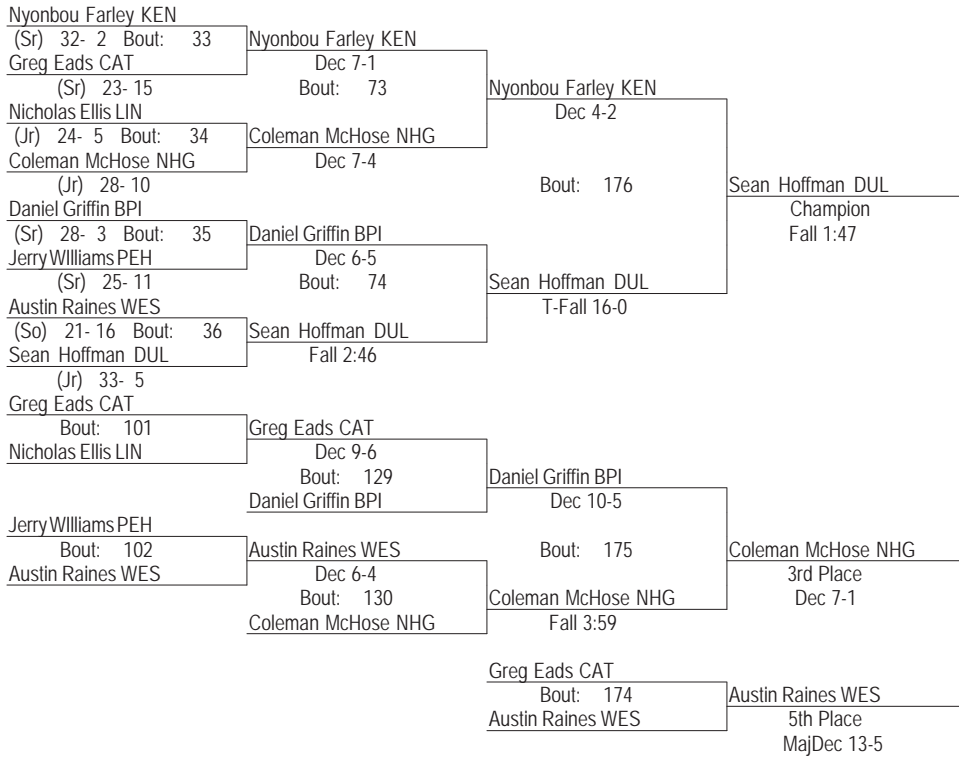 Nyonbou Farley KEN
(Sr) 32- 2 Bout: 33
Greg Eads CAT
(Sr) 23- 15
Nicholas Ellis LIN
(Jr) 24- 5 Bout: 34
Coleman McHose NHG
(Jr) 28- 10
Daniel Griffin BPI
(Sr) 28- 3 Bout: 35
Jerry WIlliams PEH
(Sr) 25- 11
Austin Raines WES
(So) 21- 16 Bout: 36
Sean Hoffman DUL
(Jr) 33- 5
Nyonbou Farley KEN
Dec 7-1
Bout: 73
Coleman McHose NHG
Dec 7-4
Daniel Griffin BPI
Dec 6-5
Bout: 74
Sean Hoffman DUL
Fall 2:46
Nyonbou Farley KEN
Dec 4-2
Bout: 176
Sean Hoffman DUL
T-Fall 16-0
Sean Hoffman DUL
Champion
Fall 1:47
Greg Eads CAT
Bout: 101
Nicholas Ellis LIN
Jerry WIlliams PEH
Bout: 102
Austin Raines WES
Greg Eads CAT
Dec 9-6
Bout: 129
Daniel Griffin BPI
Austin Raines WES
Dec 6-4
Bout: 130
Coleman McHose NHG
Daniel Griffin BPI
Dec 10-5
Bout: 175
Coleman McHose NHG
Fall 3:59
Coleman McHose NHG
3rd Place
Dec 7-1
Greg Eads CAT
Bout: 174
Austin Raines WES
Austin Raines WES
5th Place
MajDec 13-5